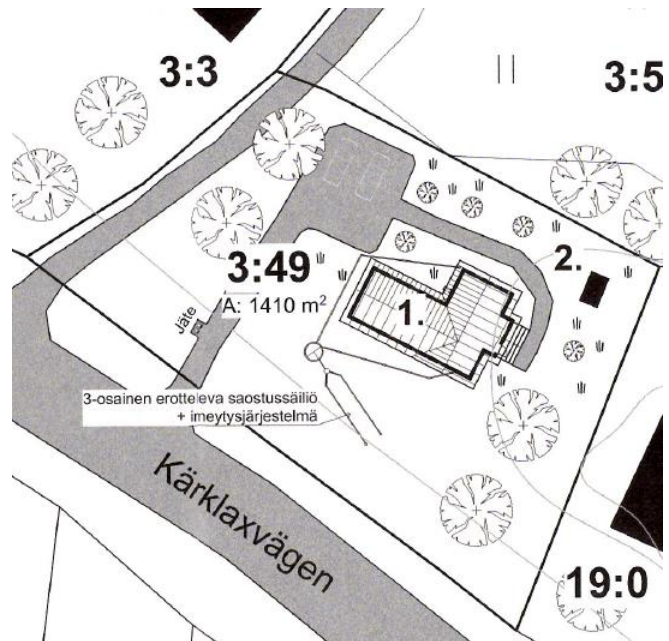 3:3
3:5
3:49
A: 1410 m²
1.
2.
Jäte
3-osainen erotteleva saostussäiliö
+ imeytysjärjestelmä
Kärklaxvägen
19:0